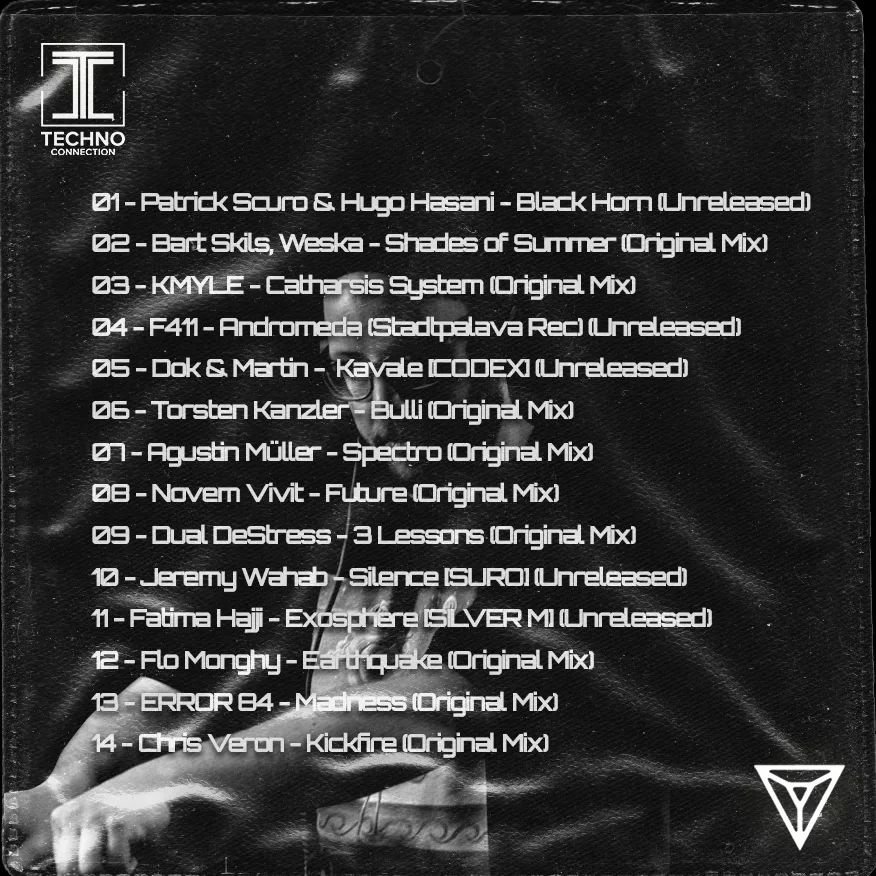 TECHNO
CONNECTION
01 - Patrick Scuro & Hugo Hasani - Black Horn (Unreleased)
02 - Bart Skils, Weska - Shades of Summer (Original Mix)
03 - KMYLE - Catharsis System (Original Mix)
04 - F411 - Andromeda (Stadtpalava Rec) (Unreleased)
05 - Dok & Martin - Kavale [CODEX] (Unreleased)
06 - Torsten Kanzler - Bulli (Original Mix)
07 - Agustin Müller - Spectro (Original Mix)
08 - Novem Vivit - Future (Original Mix)
09 - Dual DeStress - 3 Lessons (Original Mix)
10 - Jeremy Wahab - Silence [SURO] (Unreleased)
11 - Fatima Hajji - Exosphere [SILVER M] (Unreleased)
12 - Flo Monghy - Earthquake (Original Mix)
13 - ERROR 84 - Madness (Original Mix)
14 - Chris Veron - Kickfire (Original Mix)